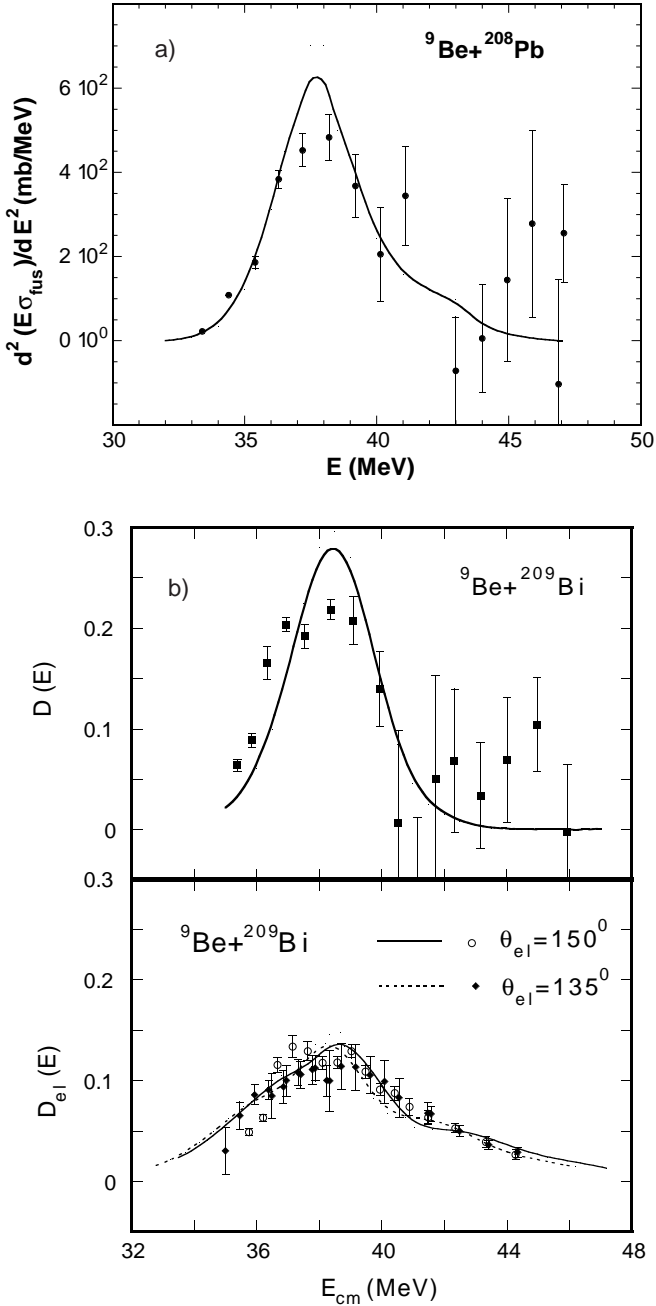 a)
⁹Be+²⁰⁸Pb
d² (Eσfus)/dE² (mb/MeV)
6 10²
4 10²
2 10²
0 10⁰
30 35 40 45 50
E (MeV)
b)
⁹Be+²⁰⁹Bi
D (E)
0.3
0.2
0.1
0
0.3
⁹Be+²⁰⁹Bi
θel=150⁰
θel=135⁰
Del (E)
0.2
0.1
0
32 36 40 44 48
Ecm (MeV)